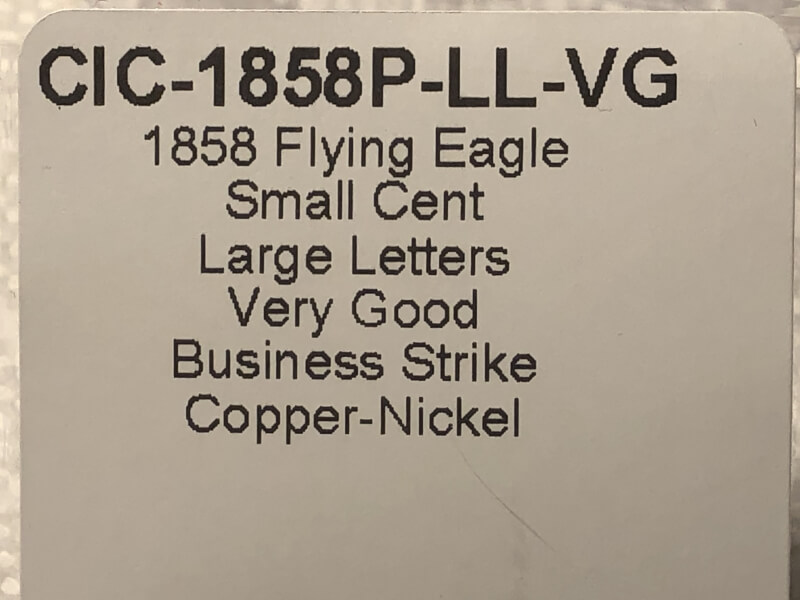 CIC-1858P-LL-VG
1858 Flying Eagle
Small Cent
Large Letters
Very Good
Business Strike
Copper-Nickel